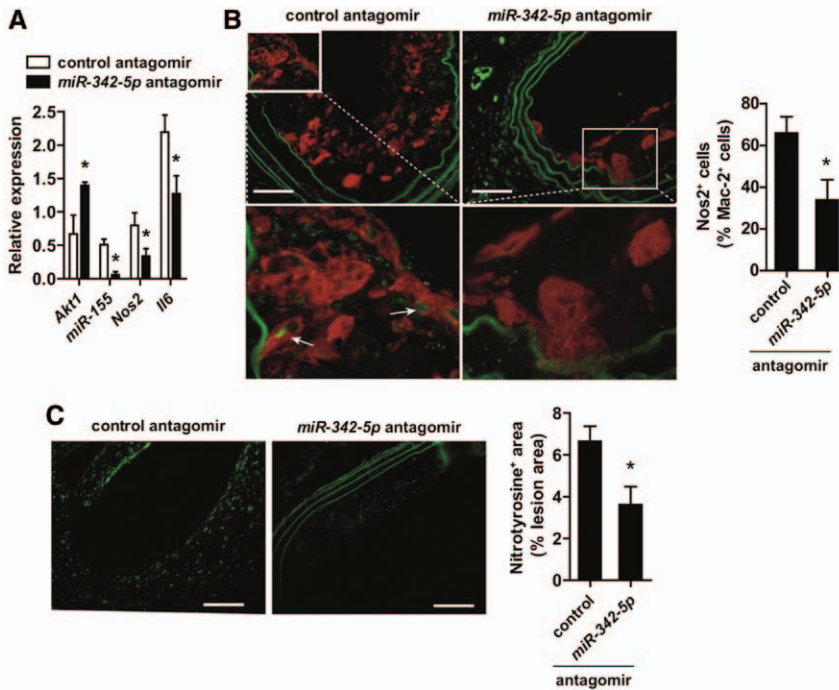 A
control antagomir
miR-342-5p antagomir
Relative expression
2.5
2.0
1.5
1.0
0.5
0.0
*
*
*
*
Akt1
miR-155
Nos2
Il6
B
control antagomir
miR-342-5p antagomir
Nos2+ cells
(% Mac-2+ cells)
80
60
40
20
0
*
control
miR-342-5p
antagomir
C
control antagomir
miR-342-5p antagomir
Nitrotyrosine+ area
(% lesion area)
8
6
4
2
0
*
control
miR-342-5p
antagomir